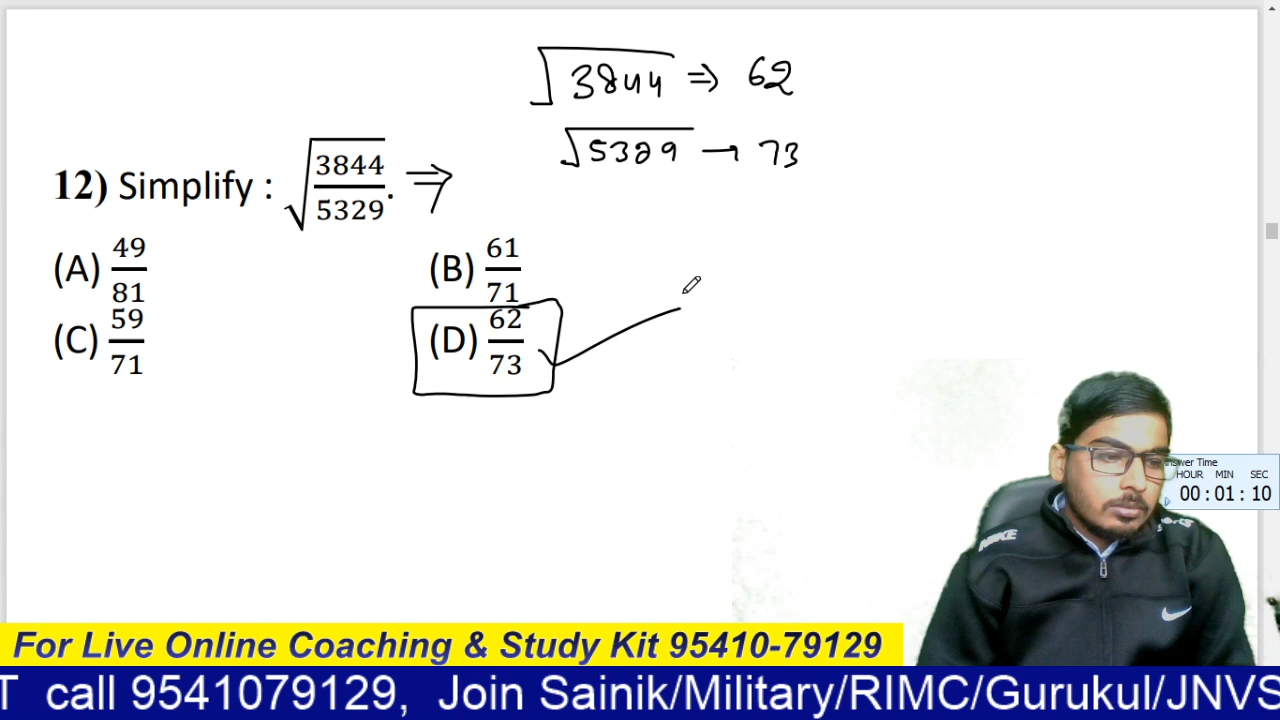 √3844 ⇒ 62
√5329 → 73
12) Simplify : √3844/5329. ⇒
(A) 49/81 (B) 61/71
(C) 59/71 (D) 62/73
Answer Time
HOUR MIN SEC
00:01:10
NIKE
For Live Online Coaching & Study Kit 95410-79129
T call 9541079129, Join Sainik/Military/RIMC/Gurukul/JNVS